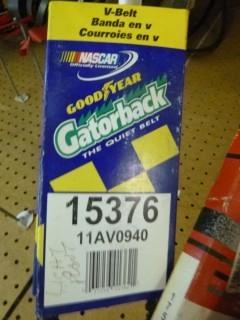 V-Belt
Banda en v
Courroies en v
NASCAR
Officially Licensed
GOODYEAR
Gatorback
THE QUIET BELT
15376
11AV0940